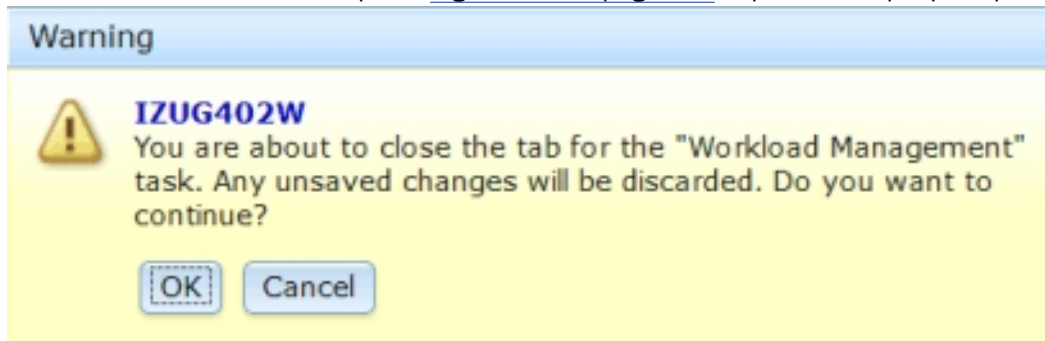 Warning
IZUG402W
You are about to close the tab for the "Workload Management"
task. Any unsaved changes will be discarded. Do you want to
continue?
OK Cancel